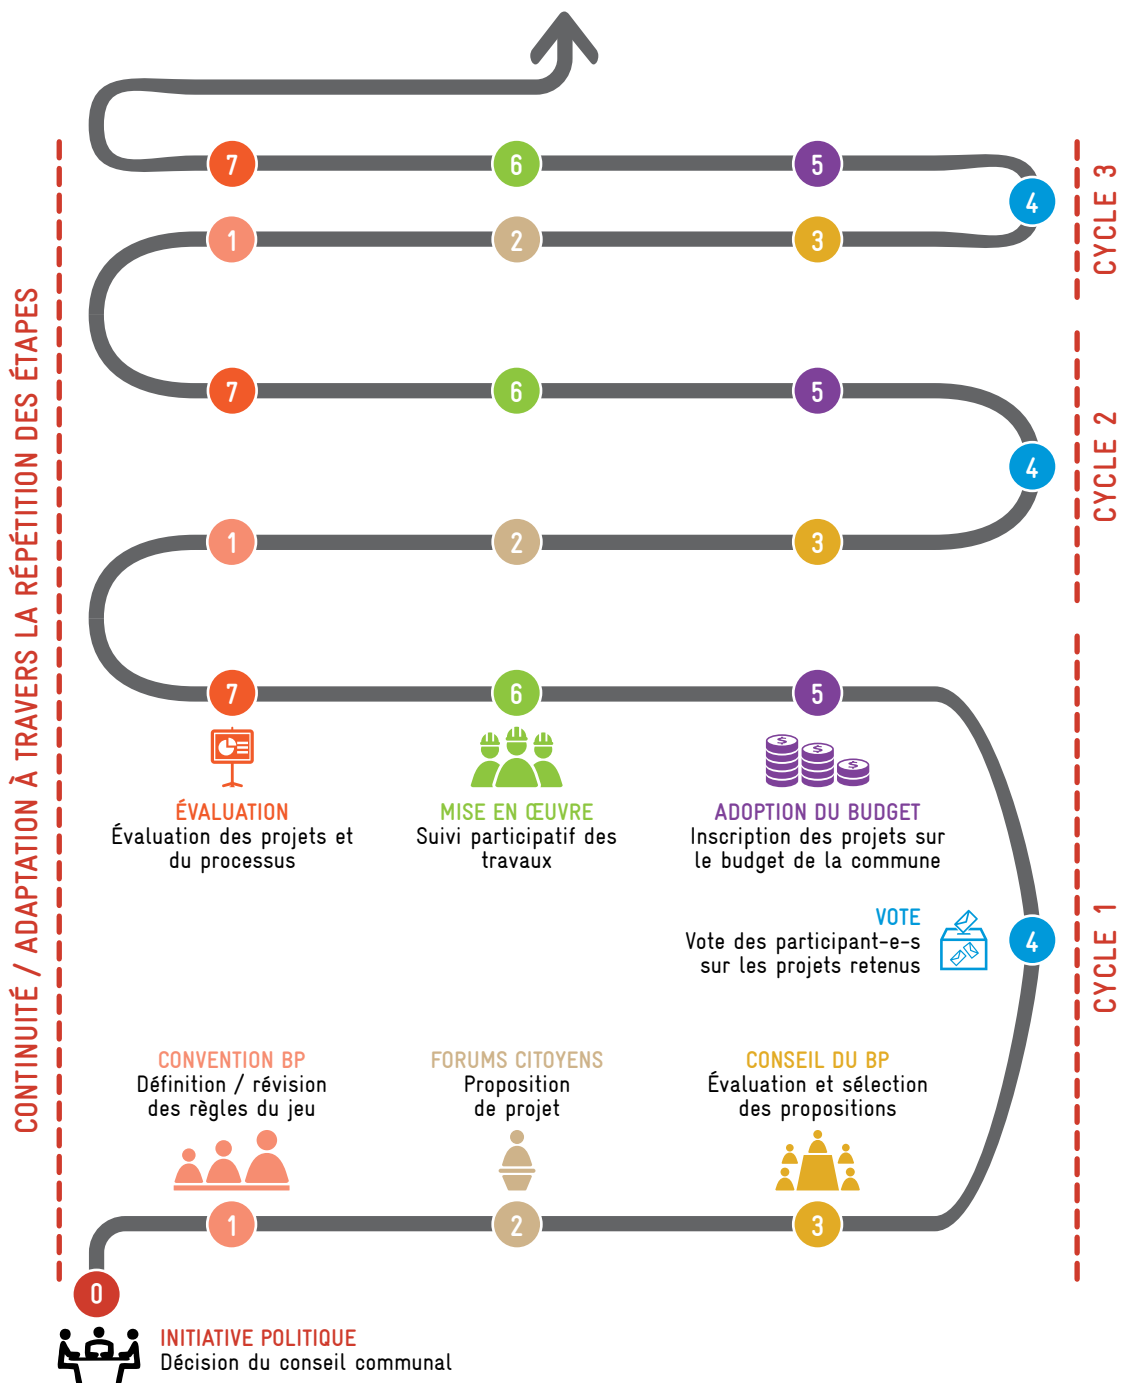 7
6
5
4
1
2
3
CYCLE 3
7
6
5
4
1
2
3
CYCLE 2
CONTINUITÉ / ADAPTATION À TRAVERS LA RÉPÉTITION DES ÉTAPES
7
6
5
$
$
$
ÉVALUATION
Évaluation des projets et
du processus
MISE EN ŒUVRE
Suivi participatif des
travaux
ADOPTION DU BUDGET
Inscription des projets sur
le budget de la commune
VOTE
Vote des participant-e-s
sur les projets retenus
4
CYCLE 1
CONVENTION BP
Définition / révision
des règles du jeu
FORUMS CITOYENS
Proposition
de projet
CONSEIL DU BP
Évaluation et sélection
des propositions
1
2
3
0
INITIATIVE POLITIQUE
Décision du conseil communal